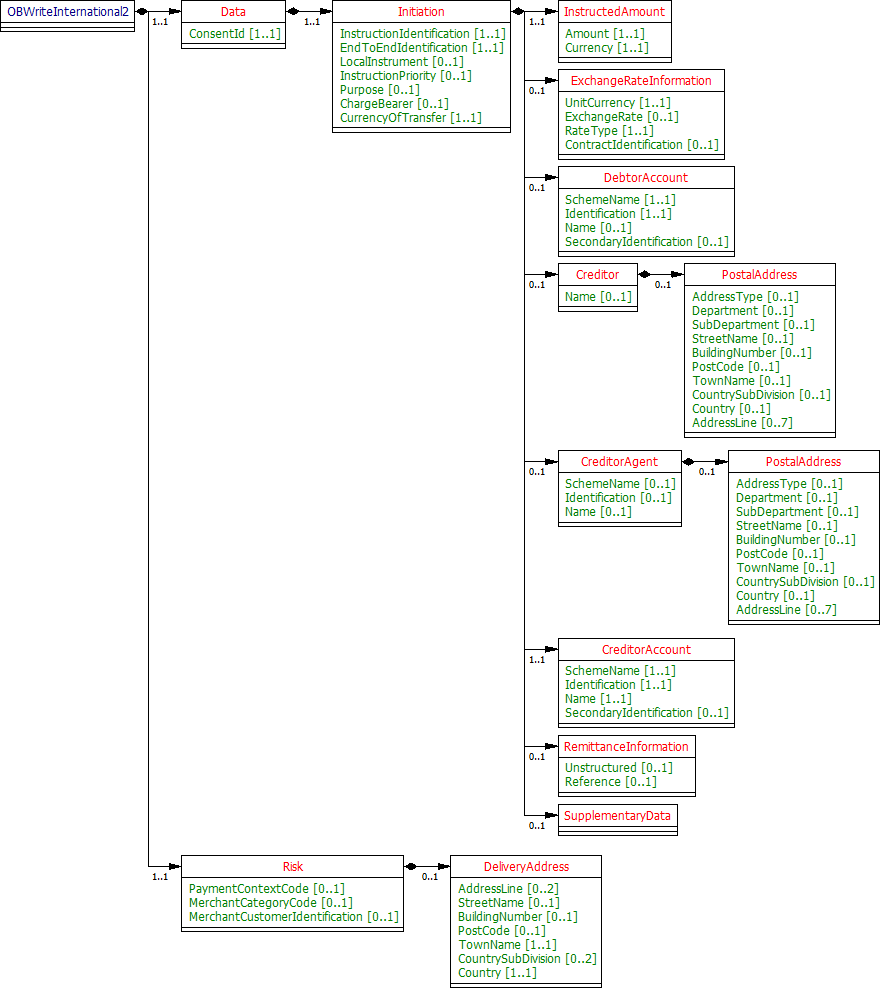 OBWriteInternational2
1..1
Data
ConsentId [1..1]
1..1
Initiation
InstructionIdentification [1..1]
EndToEndIdentification [1..1]
LocalInstrument [0..1]
InstructionPriority [0..1]
Purpose [0..1]
ChargeBearer [0..1]
CurrencyOfTransfer [1..1]
1..1
InstructedAmount
Amount [1..1]
Currency [1..1]
0..1
ExchangeRateInformation
UnitCurrency [1..1]
ExchangeRate [0..1]
RateType [1..1]
ContractIdentification [0..1]
0..1
DebtorAccount
SchemeName [1..1]
Identification [1..1]
Name [0..1]
SecondaryIdentification [0..1]
0..1
Creditor
Name [0..1]
0..1
PostalAddress
AddressType [0..1]
Department [0..1]
SubDepartment [0..1]
StreetName [0..1]
BuildingNumber [0..1]
PostCode [0..1]
TownName [0..1]
CountrySubDivision [0..1]
Country [0..1]
AddressLine [0..7]
0..1
CreditorAgent
SchemeName [0..1]
Identification [0..1]
Name [0..1]
0..1
PostalAddress
AddressType [0..1]
Department [0..1]
SubDepartment [0..1]
StreetName [0..1]
BuildingNumber [0..1]
PostCode [0..1]
TownName [0..1]
CountrySubDivision [0..1]
Country [0..1]
AddressLine [0..7]
1..1
CreditorAccount
SchemeName [1..1]
Identification [1..1]
Name [1..1]
SecondaryIdentification [0..1]
0..1
RemittanceInformation
Unstructured [0..1]
Reference [0..1]
0..1
SupplementaryData
1..1
Risk
PaymentContextCode [0..1]
MerchantCategoryCode [0..1]
MerchantCustomerIdentification [0..1]
0..1
DeliveryAddress
AddressLine [0..2]
StreetName [0..1]
BuildingNumber [0..1]
PostCode [0..1]
TownName [1..1]
CountrySubDivision [0..2]
Country [1..1]